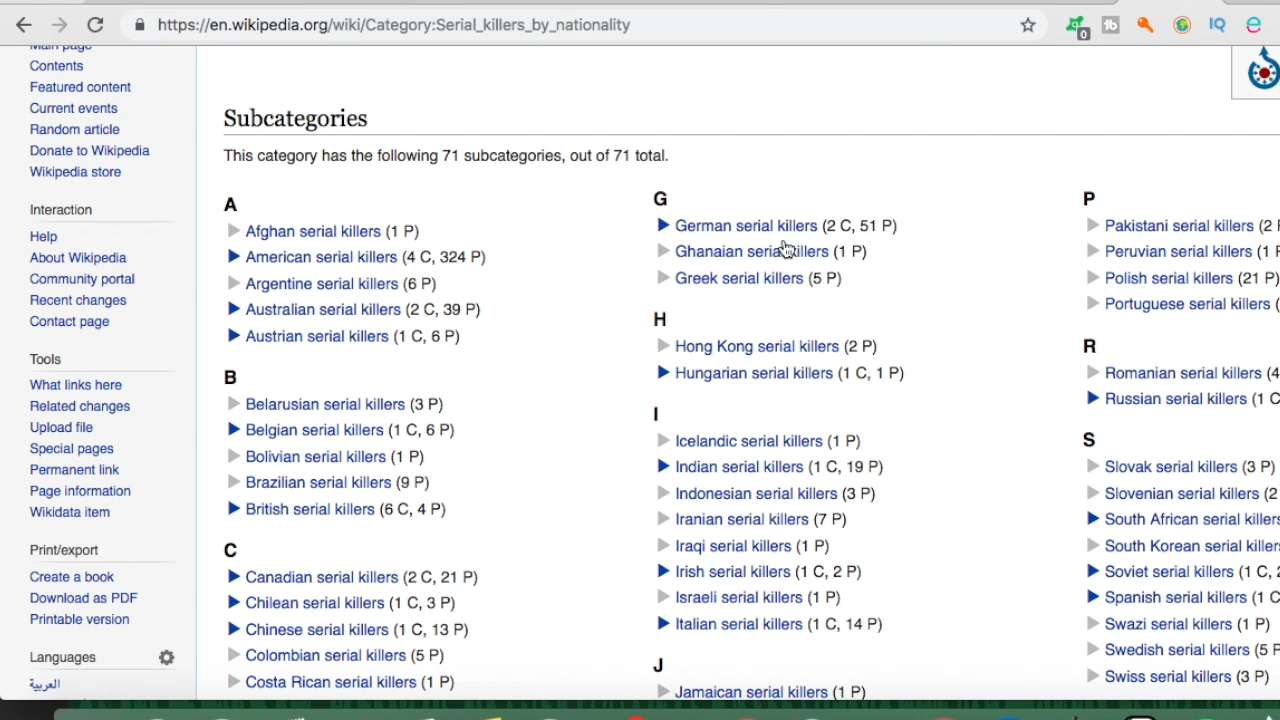 https://en.wikipedia.org/wiki/Category:Serial_killers_by_nationality
0
IQ
Main page
Contents
Featured content
Current events
Random article
Donate to Wikipedia
Wikipedia store
Interaction
Help
About Wikipedia
Community portal
Recent changes
Contact page
Tools
What links here
Related changes
Upload file
Special pages
Permanent link
Page information
Wikidata item
Print/export
Create a book
Download as PDF
Printable version
Languages
العربية
Subcategories
This category has the following 71 subcategories, out of 71 total.
A
Afghan serial killers (1 P)
American serial killers (4 C, 324 P)
Argentine serial killers (6 P)
Australian serial killers (2 C, 39 P)
Austrian serial killers (1 C, 6 P)
B
Belarusian serial killers (3 P)
Belgian serial killers (1 C, 6 P)
Bolivian serial killers (1 P)
Brazilian serial killers (9 P)
British serial killers (6 C, 4 P)
C
Canadian serial killers (2 C, 21 P)
Chilean serial killers (1 C, 3 P)
Chinese serial killers (1 C, 13 P)
Colombian serial killers (5 P)
Costa Rican serial killers (1 P)
G
German serial killers (2 C, 51 P)
Ghanaian serial killers (1 P)
Greek serial killers (5 P)
H
Hong Kong serial killers (2 P)
Hungarian serial killers (1 C, 1 P)
I
Icelandic serial killers (1 P)
Indian serial killers (1 C, 19 P)
Indonesian serial killers (3 P)
Iranian serial killers (7 P)
Iraqi serial killers (1 P)
Irish serial killers (1 C, 2 P)
Israeli serial killers (1 P)
Italian serial killers (1 C, 14 P)
J
Jamaican serial killers (1 P)
P
Pakistani serial killers (2 P
Peruvian serial killers (1 P
Polish serial killers (21 P)
Portuguese serial killers (
R
Romanian serial killers (4
Russian serial killers (1 C
S
Slovak serial killers (3 P)
Slovenian serial killers (2
South African serial killers
South Korean serial killers
Soviet serial killers (1 C, 2
Spanish serial killers (1 C
Swazi serial killers (1 P)
Swedish serial killers (5 P
Swiss serial killers (3 P)